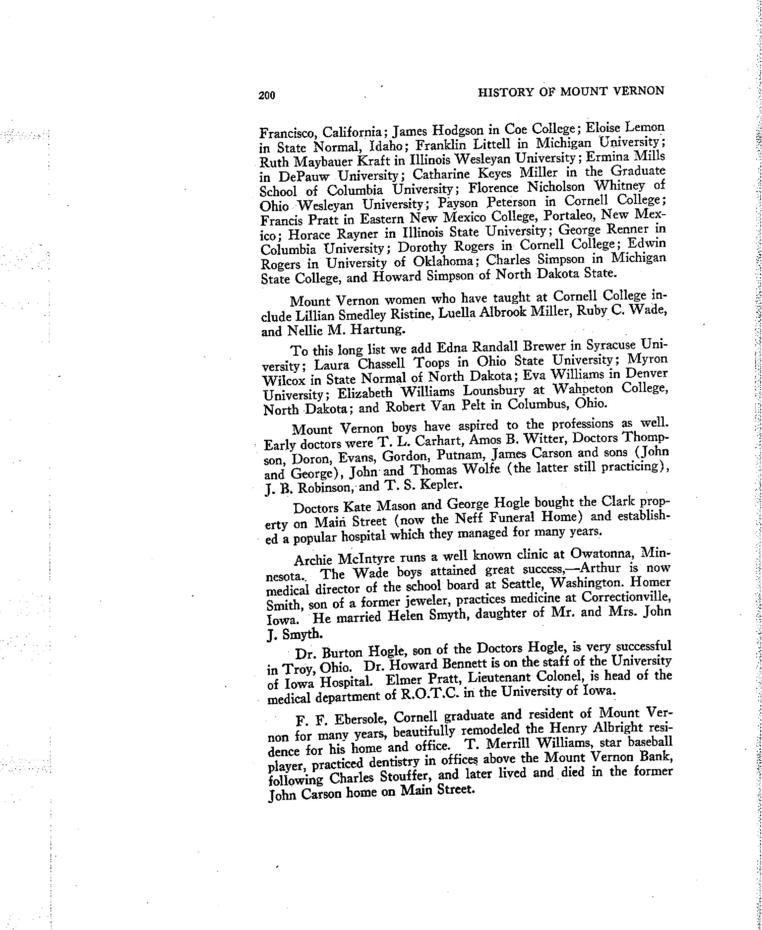 200 HISTORY OF MOUNT VERNON
Francisco, California; James Hodgson in Coe College; Eloise Lemon
in State Normal, Idaho; Franklin Littell in Michigan University;
Ruth Maybauer Kraft in Illinois Wesleyan University; Ermina Mills
in DePauw University; Catharine Keyes Miller in the Graduate
School of Columbia University; Florence Nicholson Whitney of
Ohio Wesleyan University; Payson Peterson in Cornell College;
Francis Pratt in Eastern New Mexico College, Portaleo, New Mex-
ico; Horace Rayner in Illinois State University; George Renner in
Columbia University; Dorothy Rogers in Cornell College; Edwin
Rogers in University of Oklahoma; Charles Simpson in Michigan
State College, and Howard Simpson of North Dakota State.
Mount Vernon women who have taught at Cornell College in-
clude Lillian Smedley Ristine, Luella Albrook Miller, Ruby C. Wade,
and Nellie M. Hartung.
To this long list we add Edna Randall Brewer in Syracuse Uni-
versity; Laura Chassell Toops in Ohio State University; Myron
Wilcox in State Normal of North Dakota; Eva Williams in Denver
University; Elizabeth Williams Lounsbury at Wahpeton College,
North Dakota; and Robert Van Pelt in Columbus, Ohio.
Mount Vernon boys have aspired to the professions as well.
Early doctors were T. L. Carhart, Amos B. Witter, Doctors Thomp-
son, Doron, Evans, Gordon, Putnam, James Carson and sons (John
and George), John and Thomas Wolfe (the latter still practicing),
J. B. Robinson, and T. S. Kepler.
Doctors Kate Mason and George Hogle bought the Clark prop-
erty on Main Street (now the Neff Funeral Home) and establish-
ed a popular hospital which they managed for many years.
Archie McIntyre runs a well known clinic at Owatonna, Min-
nesota. The Wade boys attained great success,—Arthur is now
medical director of the school board at Seattle, Washington. Homer
Smith, son of a former jeweler, practices medicine at Correctionville,
Iowa. He married Helen Smyth, daughter of Mr. and Mrs. John
J. Smyth.
Dr. Burton Hogle, son of the Doctors Hogle, is very successful
in Troy, Ohio. Dr. Howard Bennett is on the staff of the University
of Iowa Hospital. Elmer Pratt, Lieutenant Colonel, is head of the
medical department of R.O.T.C. in the University of Iowa.
F. F. Ebersole, Cornell graduate and resident of Mount Ver-
non for many years, beautifully remodeled the Henry Albright resi-
dence for his home and office. T. Merrill Williams, star baseball
player, practiced dentistry in offices above the Mount Vernon Bank,
following Charles Stouffer, and later lived and died in the former
John Carson home on Main Street.